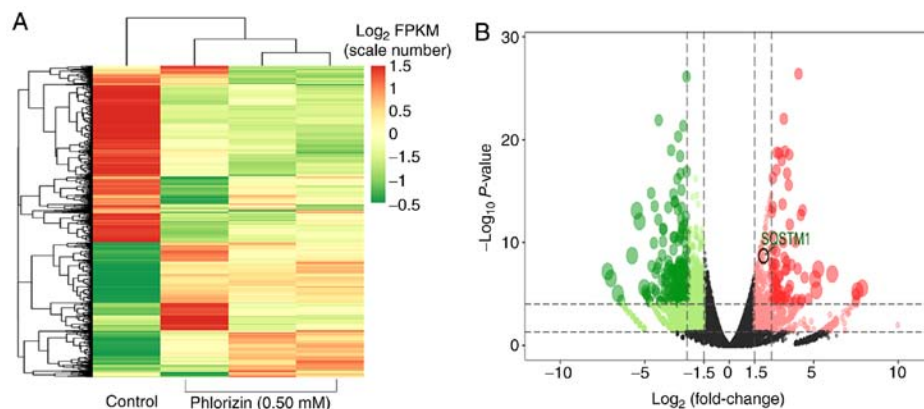 A
Log2 FPKM
(scale number)
1.5
1
0.5
0
−1.5
−1
−0.5
Control
Phlorizin (0.50 mM)
B
30
20
10
0
−Log10 P-value
SQSTM1
−10
−5
−1.5
0
1.5
5
10
Log2 (fold-change)